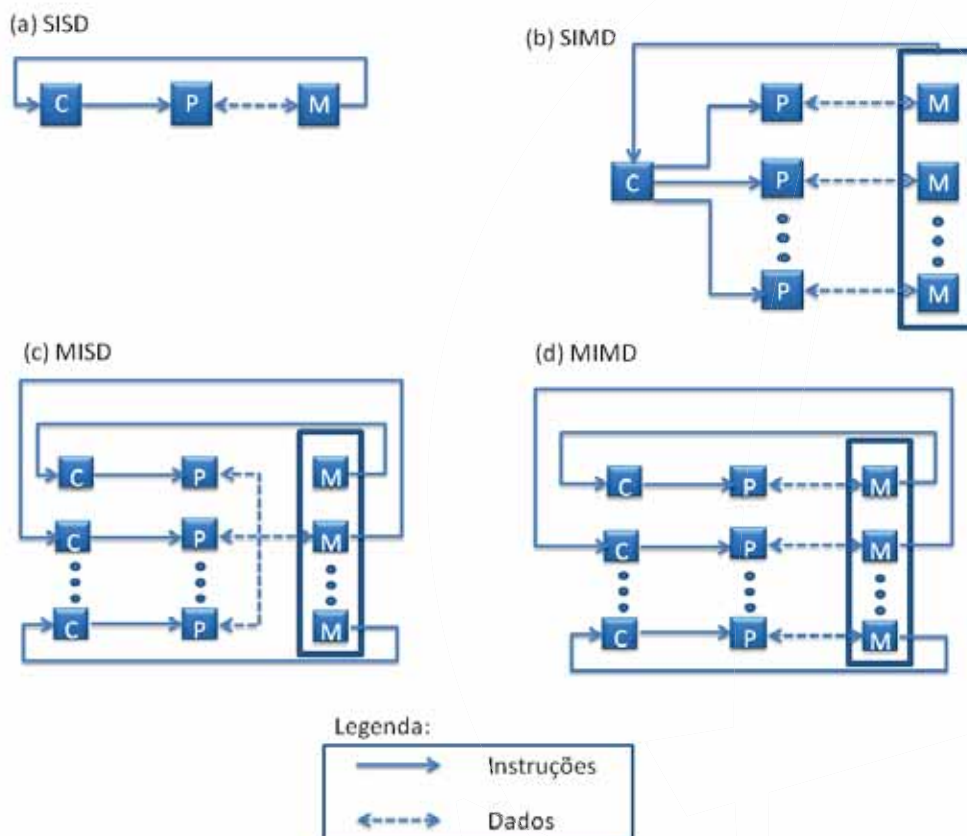 (a) SISD
C P M
(b) SIMD
P M
C P M
P M
(c) MISD
C P M
C P M
C P M
(d) MIMD
C P M
C P M
C P M
Legenda:
Instruções
Dados